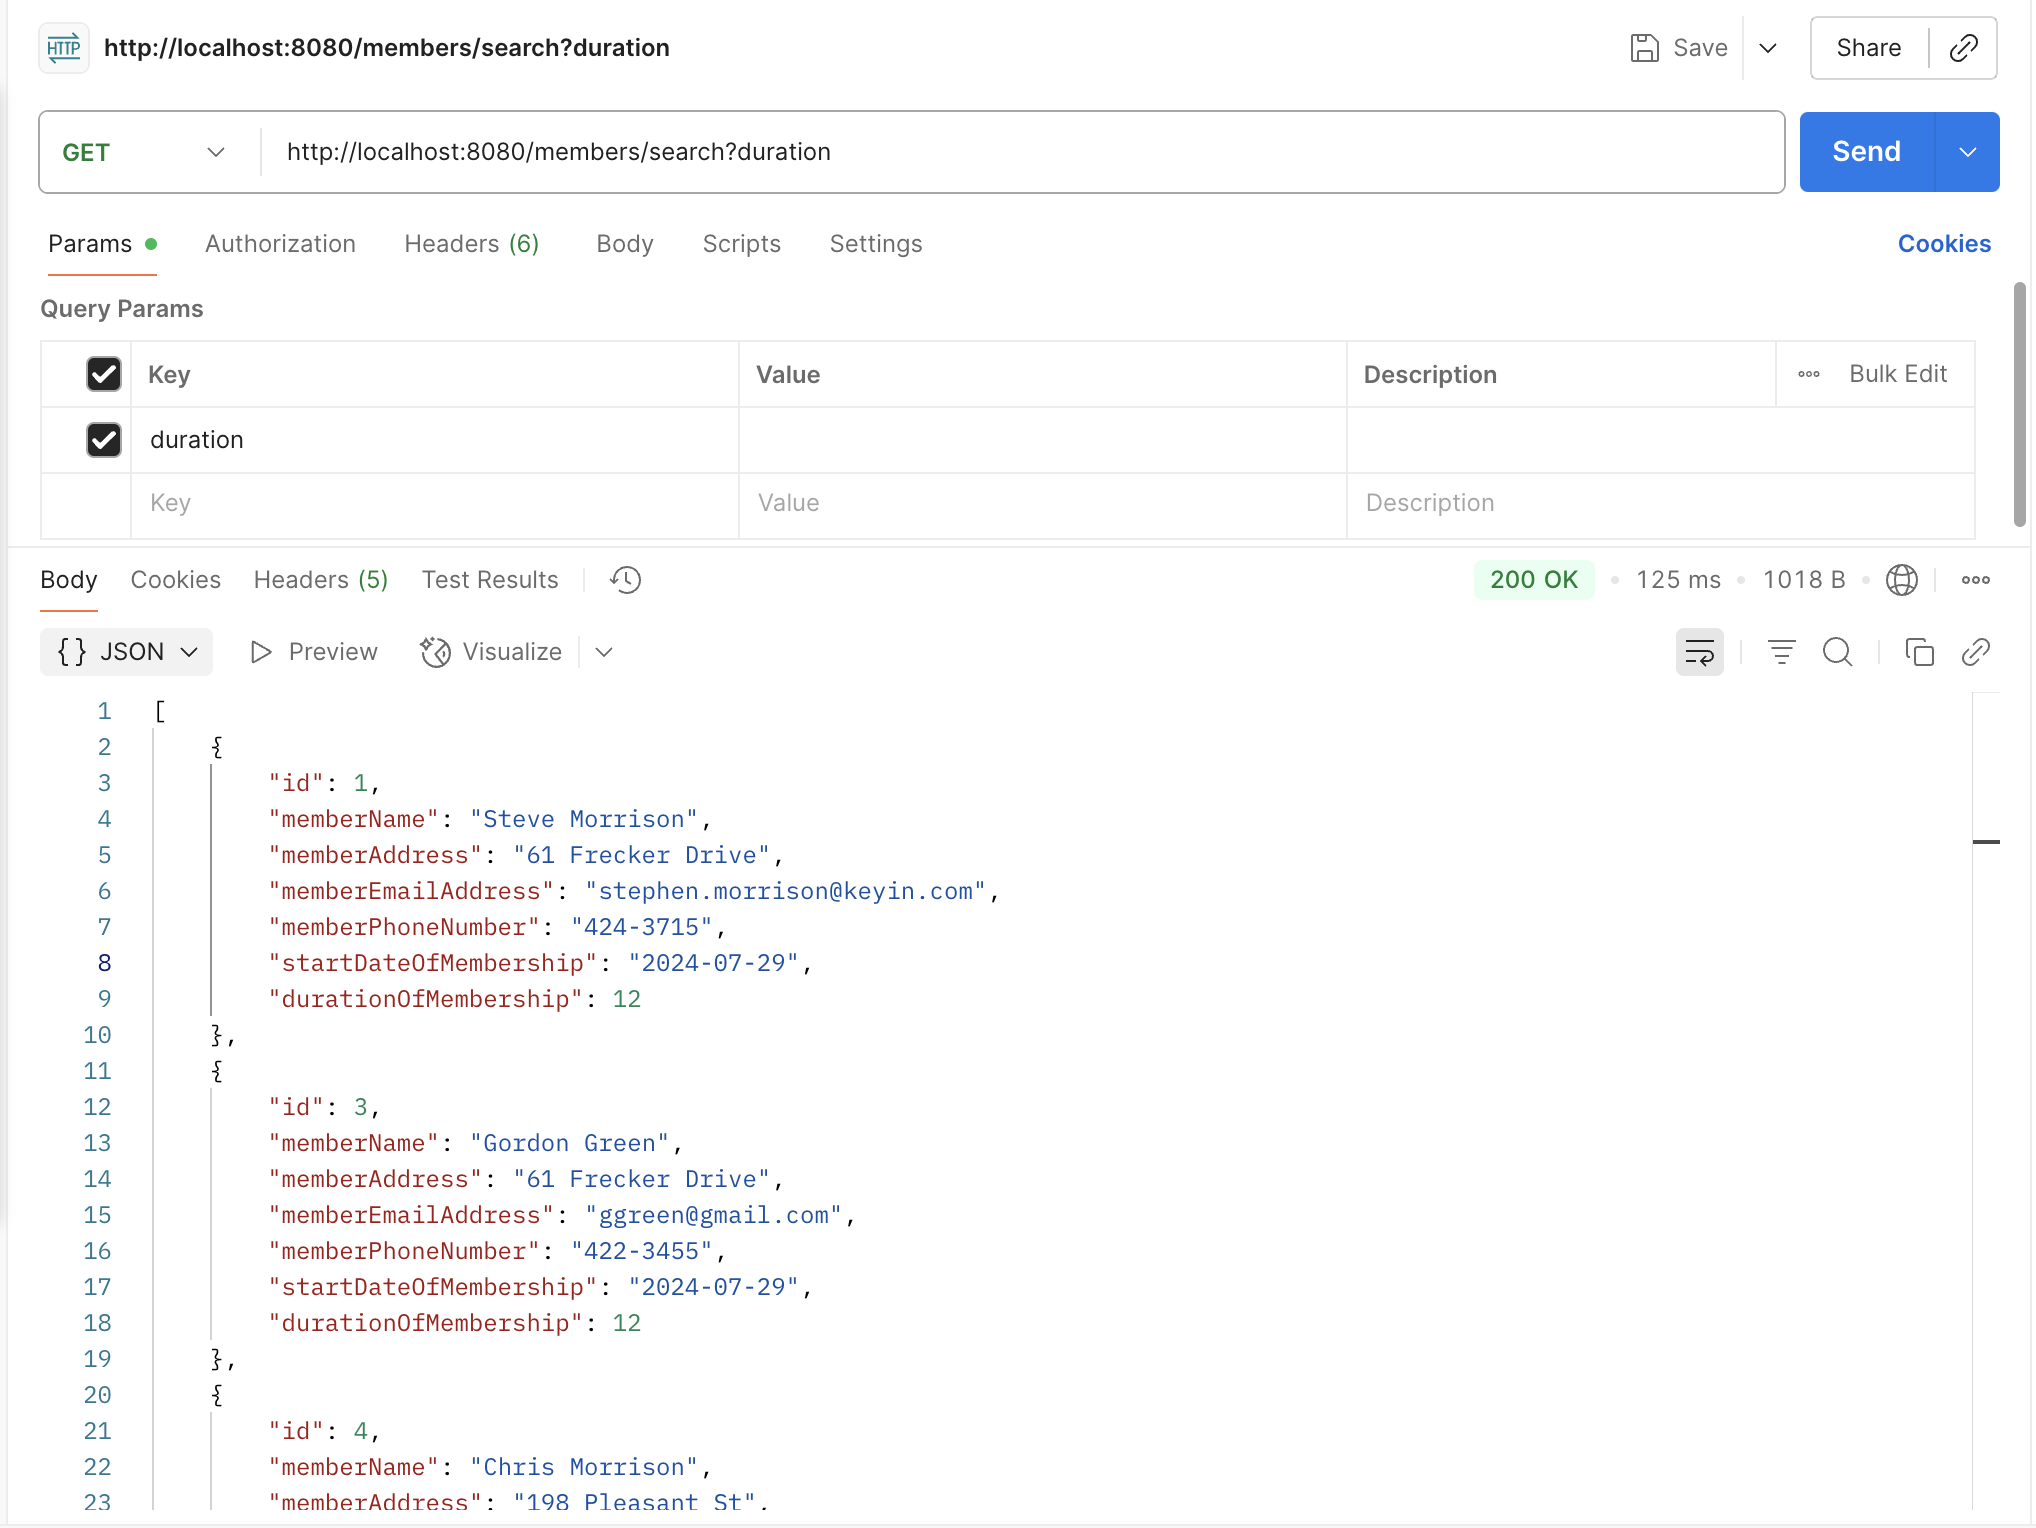 HTTP http://localhost:8080/members/search?duration Save Share
GET http://localhost:8080/members/search?duration Send
Params Authorization Headers (6) Body Scripts Settings Cookies
Query Params
Key Value Description Bulk Edit
duration
Key Value Description
Body Cookies Headers (5) Test Results 200 OK 125 ms 1018 B
{} JSON Preview Visualize
1 [
2 {
3 "id": 1,
4 "memberName": "Steve Morrison",
5 "memberAddress": "61 Frecker Drive",
6 "memberEmailAddress": "stephen.morrison@keyin.com",
7 "memberPhoneNumber": "424-3715",
8 "startDateOfMembership": "2024-07-29",
9 "durationOfMembership": 12
10 },
11 {
12 "id": 3,
13 "memberName": "Gordon Green",
14 "memberAddress": "61 Frecker Drive",
15 "memberEmailAddress": "ggreen@gmail.com",
16 "memberPhoneNumber": "422-3455",
17 "startDateOfMembership": "2024-07-29",
18 "durationOfMembership": 12
19 },
20 {
21 "id": 4,
22 "memberName": "Chris Morrison",
23 "memberAddress": "198 Pleasant St",